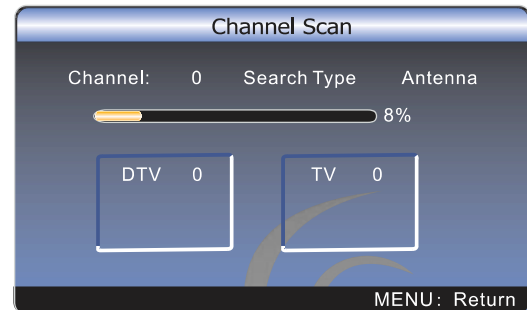 Channel Scan
Channel: 0 Search Type Antenna
8%
DTV 0 TV 0
MENU: Return